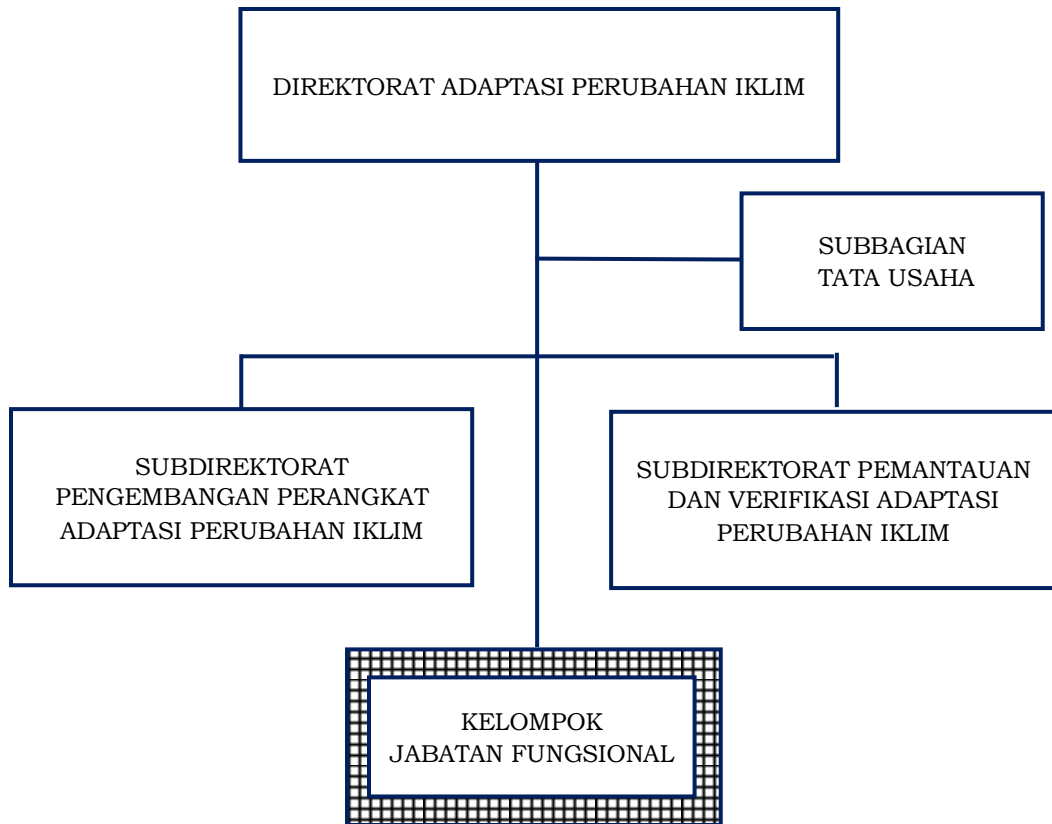 DIREKTORAT ADAPTASI PERUBAHAN IKLIM
SUBBAGIAN
TATA USAHA
SUBDIREKTORAT
PENGEMBANGAN PERANGKAT
ADAPTASI PERUBAHAN IKLIM
SUBDIREKTORAT PEMANTAUAN
DAN VERIFIKASI ADAPTASI
PERUBAHAN IKLIM
KELOMPOK
JABATAN FUNGSIONAL